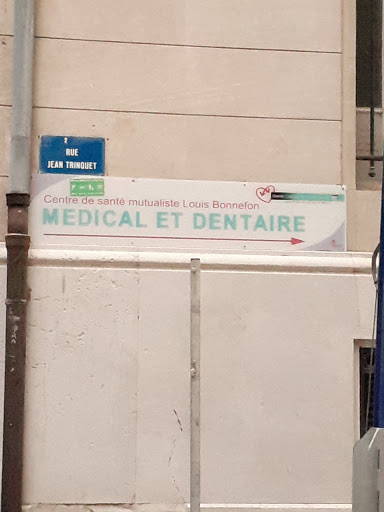 2
RUE
JEAN TRINQUET
Centre de santé mutualiste Louis Bonnefon
MEDICAL ET DENTAIRE